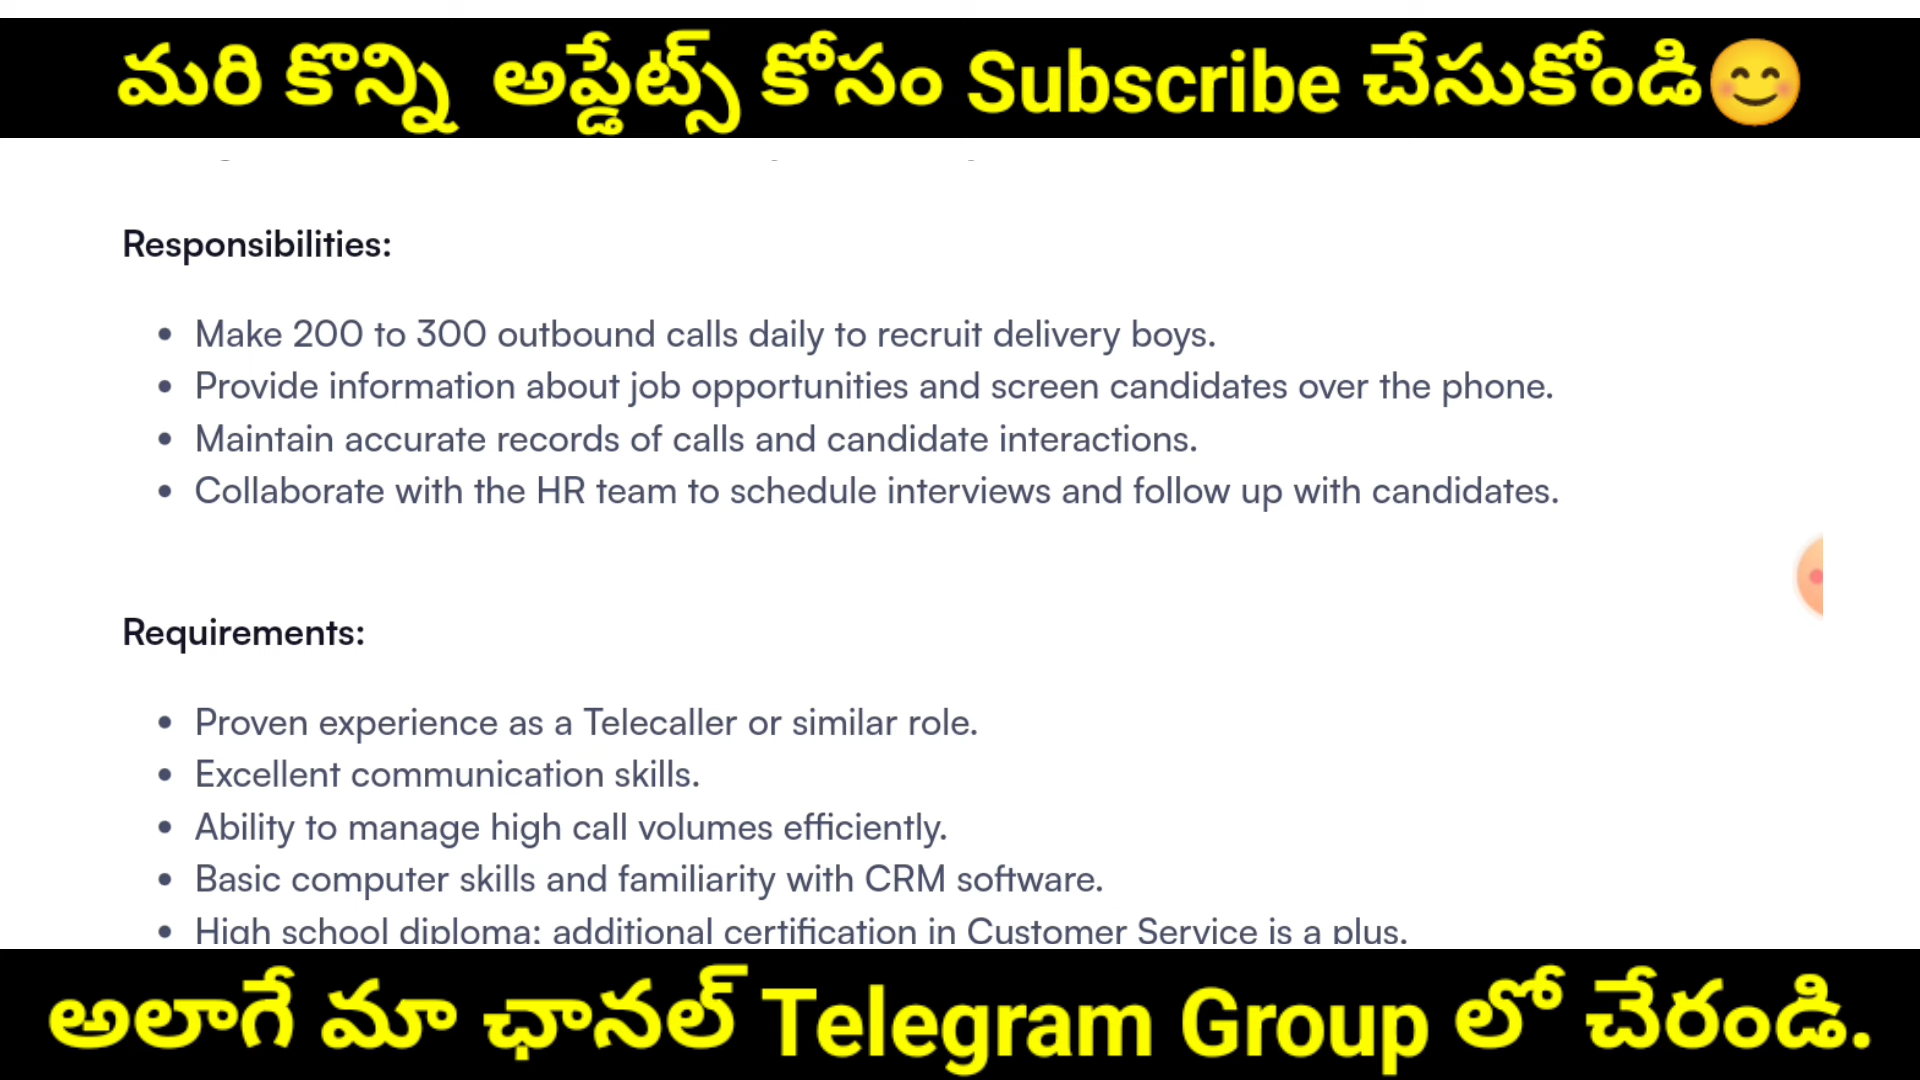 మరి కొన్ని అప్డేట్స్ కోసం Subscribe చేసుకోండి😊
Responsibilities:
• Make 200 to 300 outbound calls daily to recruit delivery boys.
• Provide information about job opportunities and screen candidates over the phone.
• Maintain accurate records of calls and candidate interactions.
• Collaborate with the HR team to schedule interviews and follow up with candidates.
Requirements:
• Proven experience as a Telecaller or similar role.
• Excellent communication skills.
• Ability to manage high call volumes efficiently.
• Basic computer skills and familiarity with CRM software.
• High school diploma; additional certification in Customer Service is a plus.
అలాగే మా ఛానల్ Telegram Group లో చేరండి.